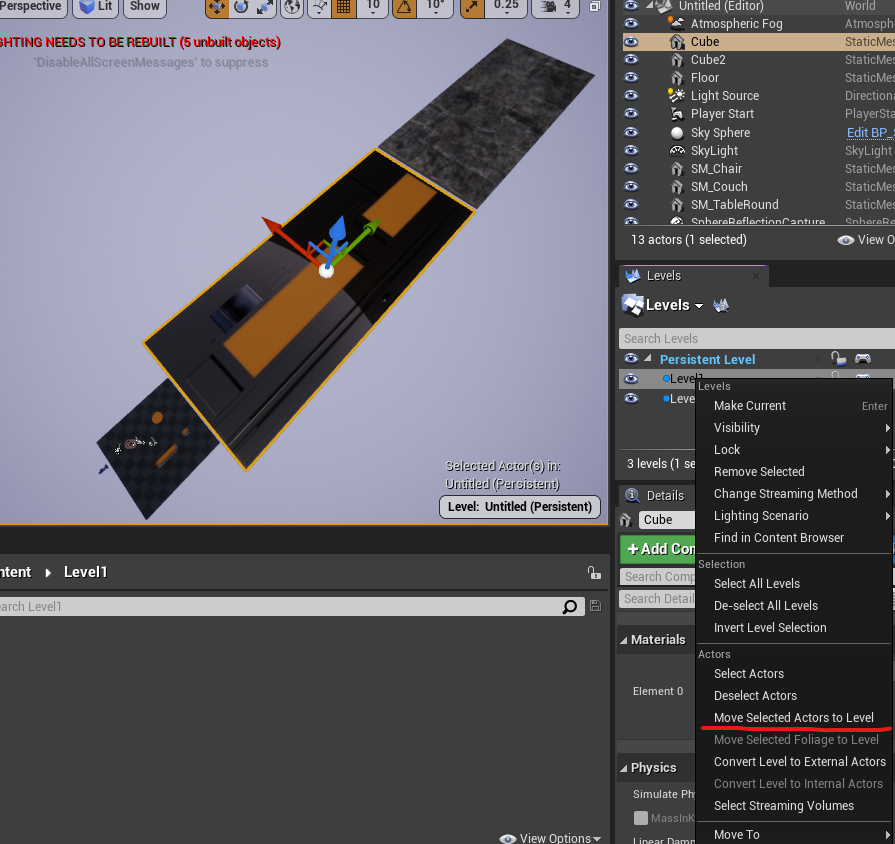 Perspective
Lit
Show
10
10°
0.25
4
Untitled (Editor)
World
HTING NEEDS TO BE REBUILT (5 unbuilt objects)
'DisableAllScreenMessages' to suppress
Atmospheric Fog
Atmosphe
Cube
StaticMes
Cube2
StaticMes
Floor
StaticMes
Light Source
Direction
Player Start
PlayerSta
Sky Sphere
Edit BP_S
SkyLight
SkyLight
SM_Chair
StaticMes
SM_Couch
StaticMes
SM_TableRound
StaticMes
SphereReflectionCapture
SphereRe
13 actors (1 selected)
View O
Levels
Levels
Search Levels
Persistent Level
Level1
Leve
3 levels (1 se
Details
Cube
+ Add Con
Search Comp
Search Detail
Materials
Element 0
Physics
Simulate Phy
MassInK
Linear Damp
Levels
Make Current
Enter
Visibility
Lock
Remove Selected
Change Streaming Method
Lighting Scenario
Find in Content Browser
Selection
Select All Levels
De-select All Levels
Invert Level Selection
Actors
Select Actors
Deselect Actors
Move Selected Actors to Level
Move Selected Foliage to Level
Convert Level to External Actors
Convert Level to Internal Actors
Select Streaming Volumes
Move To
Selected Actor(s) in:
Untitled (Persistent)
Level: Untitled (Persistent)
ntent
Level1
earch Level1
View Options